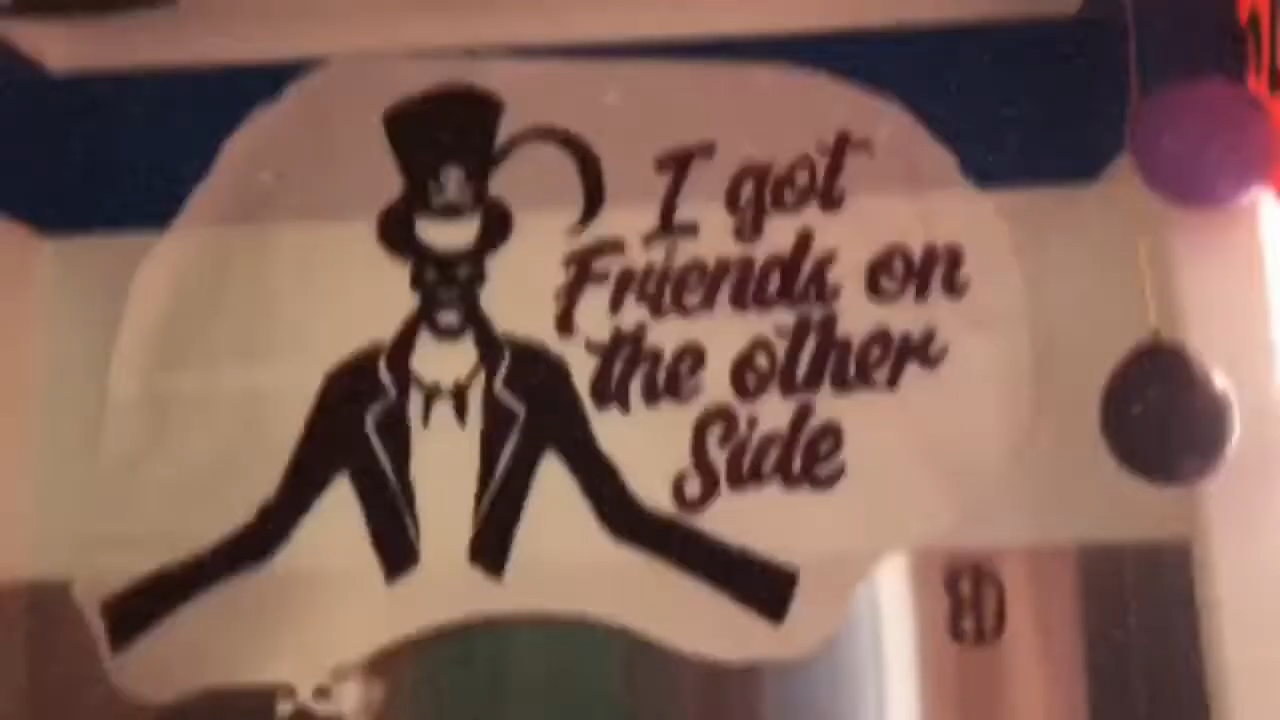 I got
Friends on
the other
Side